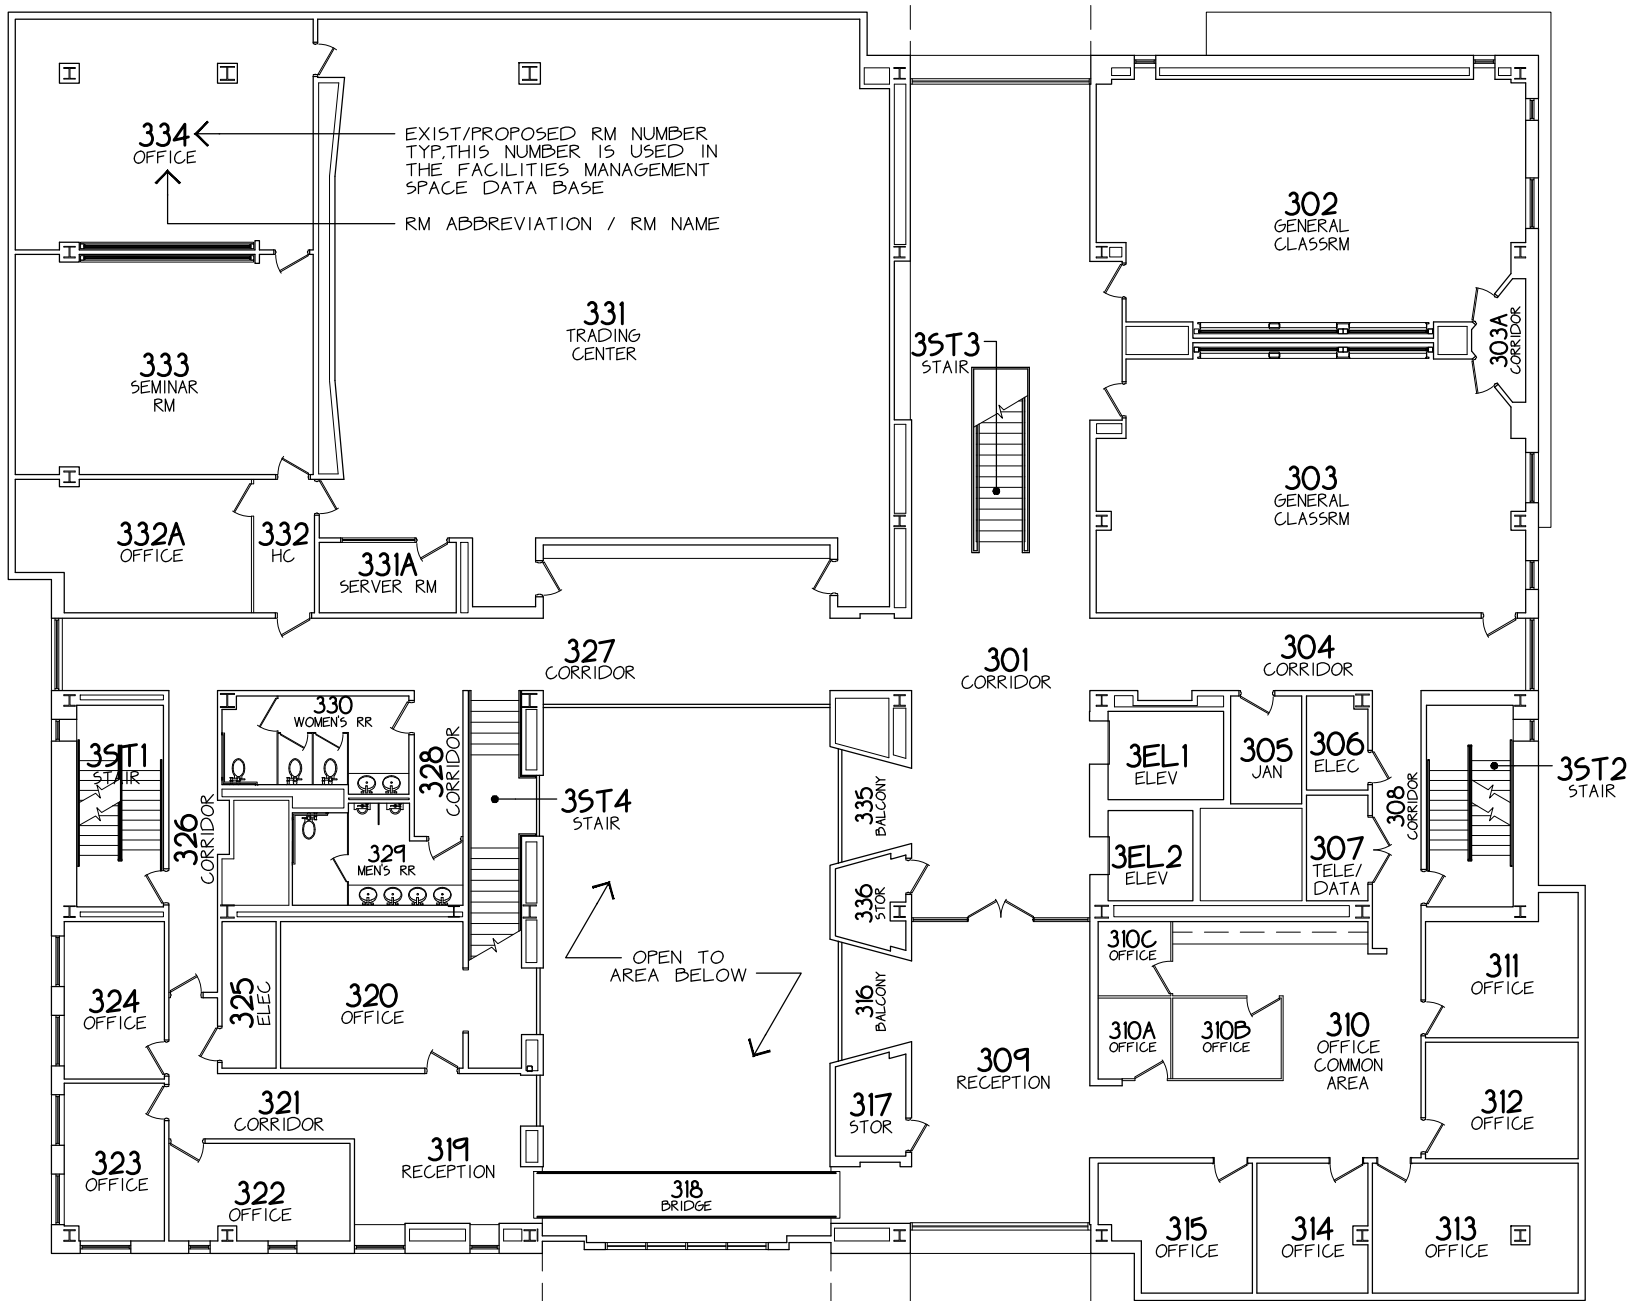 334
OFFICE
EXIST/PROPOSED RM NUMBER
TYP,THIS NUMBER IS USED IN
THE FACILITIES MANAGEMENT
SPACE DATA BASE
RM ABBREVIATION / RM NAME
302
GENERAL
CLASSRM
331
TRADING
CENTER
333
SEMINAR
RM
3ST3
STAIR
303A
CORRIDOR
303
GENERAL
CLASSRM
332A
OFFICE
332
HC
331A
SERVER RM
327
CORRIDOR
301
CORRIDOR
304
CORRIDOR
330
WOMEN'S RR
3ST1
STAIR
328
CORRIDOR
3ST4
STAIR
326
CORRIDOR
329
MEN'S RR
335
BALCONY
336
STOR
3EL1
ELEV
305
JAN
306
ELEC
3EL2
ELEV
307
TELE/
DATA
308
CORRIDOR
3ST2
STAIR
OPEN TO
AREA BELOW
316
BALCONY
310C
OFFICE
311
OFFICE
324
OFFICE
325
ELEC
320
OFFICE
310A
OFFICE
310B
OFFICE
310
OFFICE
COMMON
AREA
309
RECEPTION
317
STOR
312
OFFICE
321
CORRIDOR
319
RECEPTION
323
OFFICE
322
OFFICE
318
BRIDGE
315
OFFICE
314
OFFICE
313
OFFICE